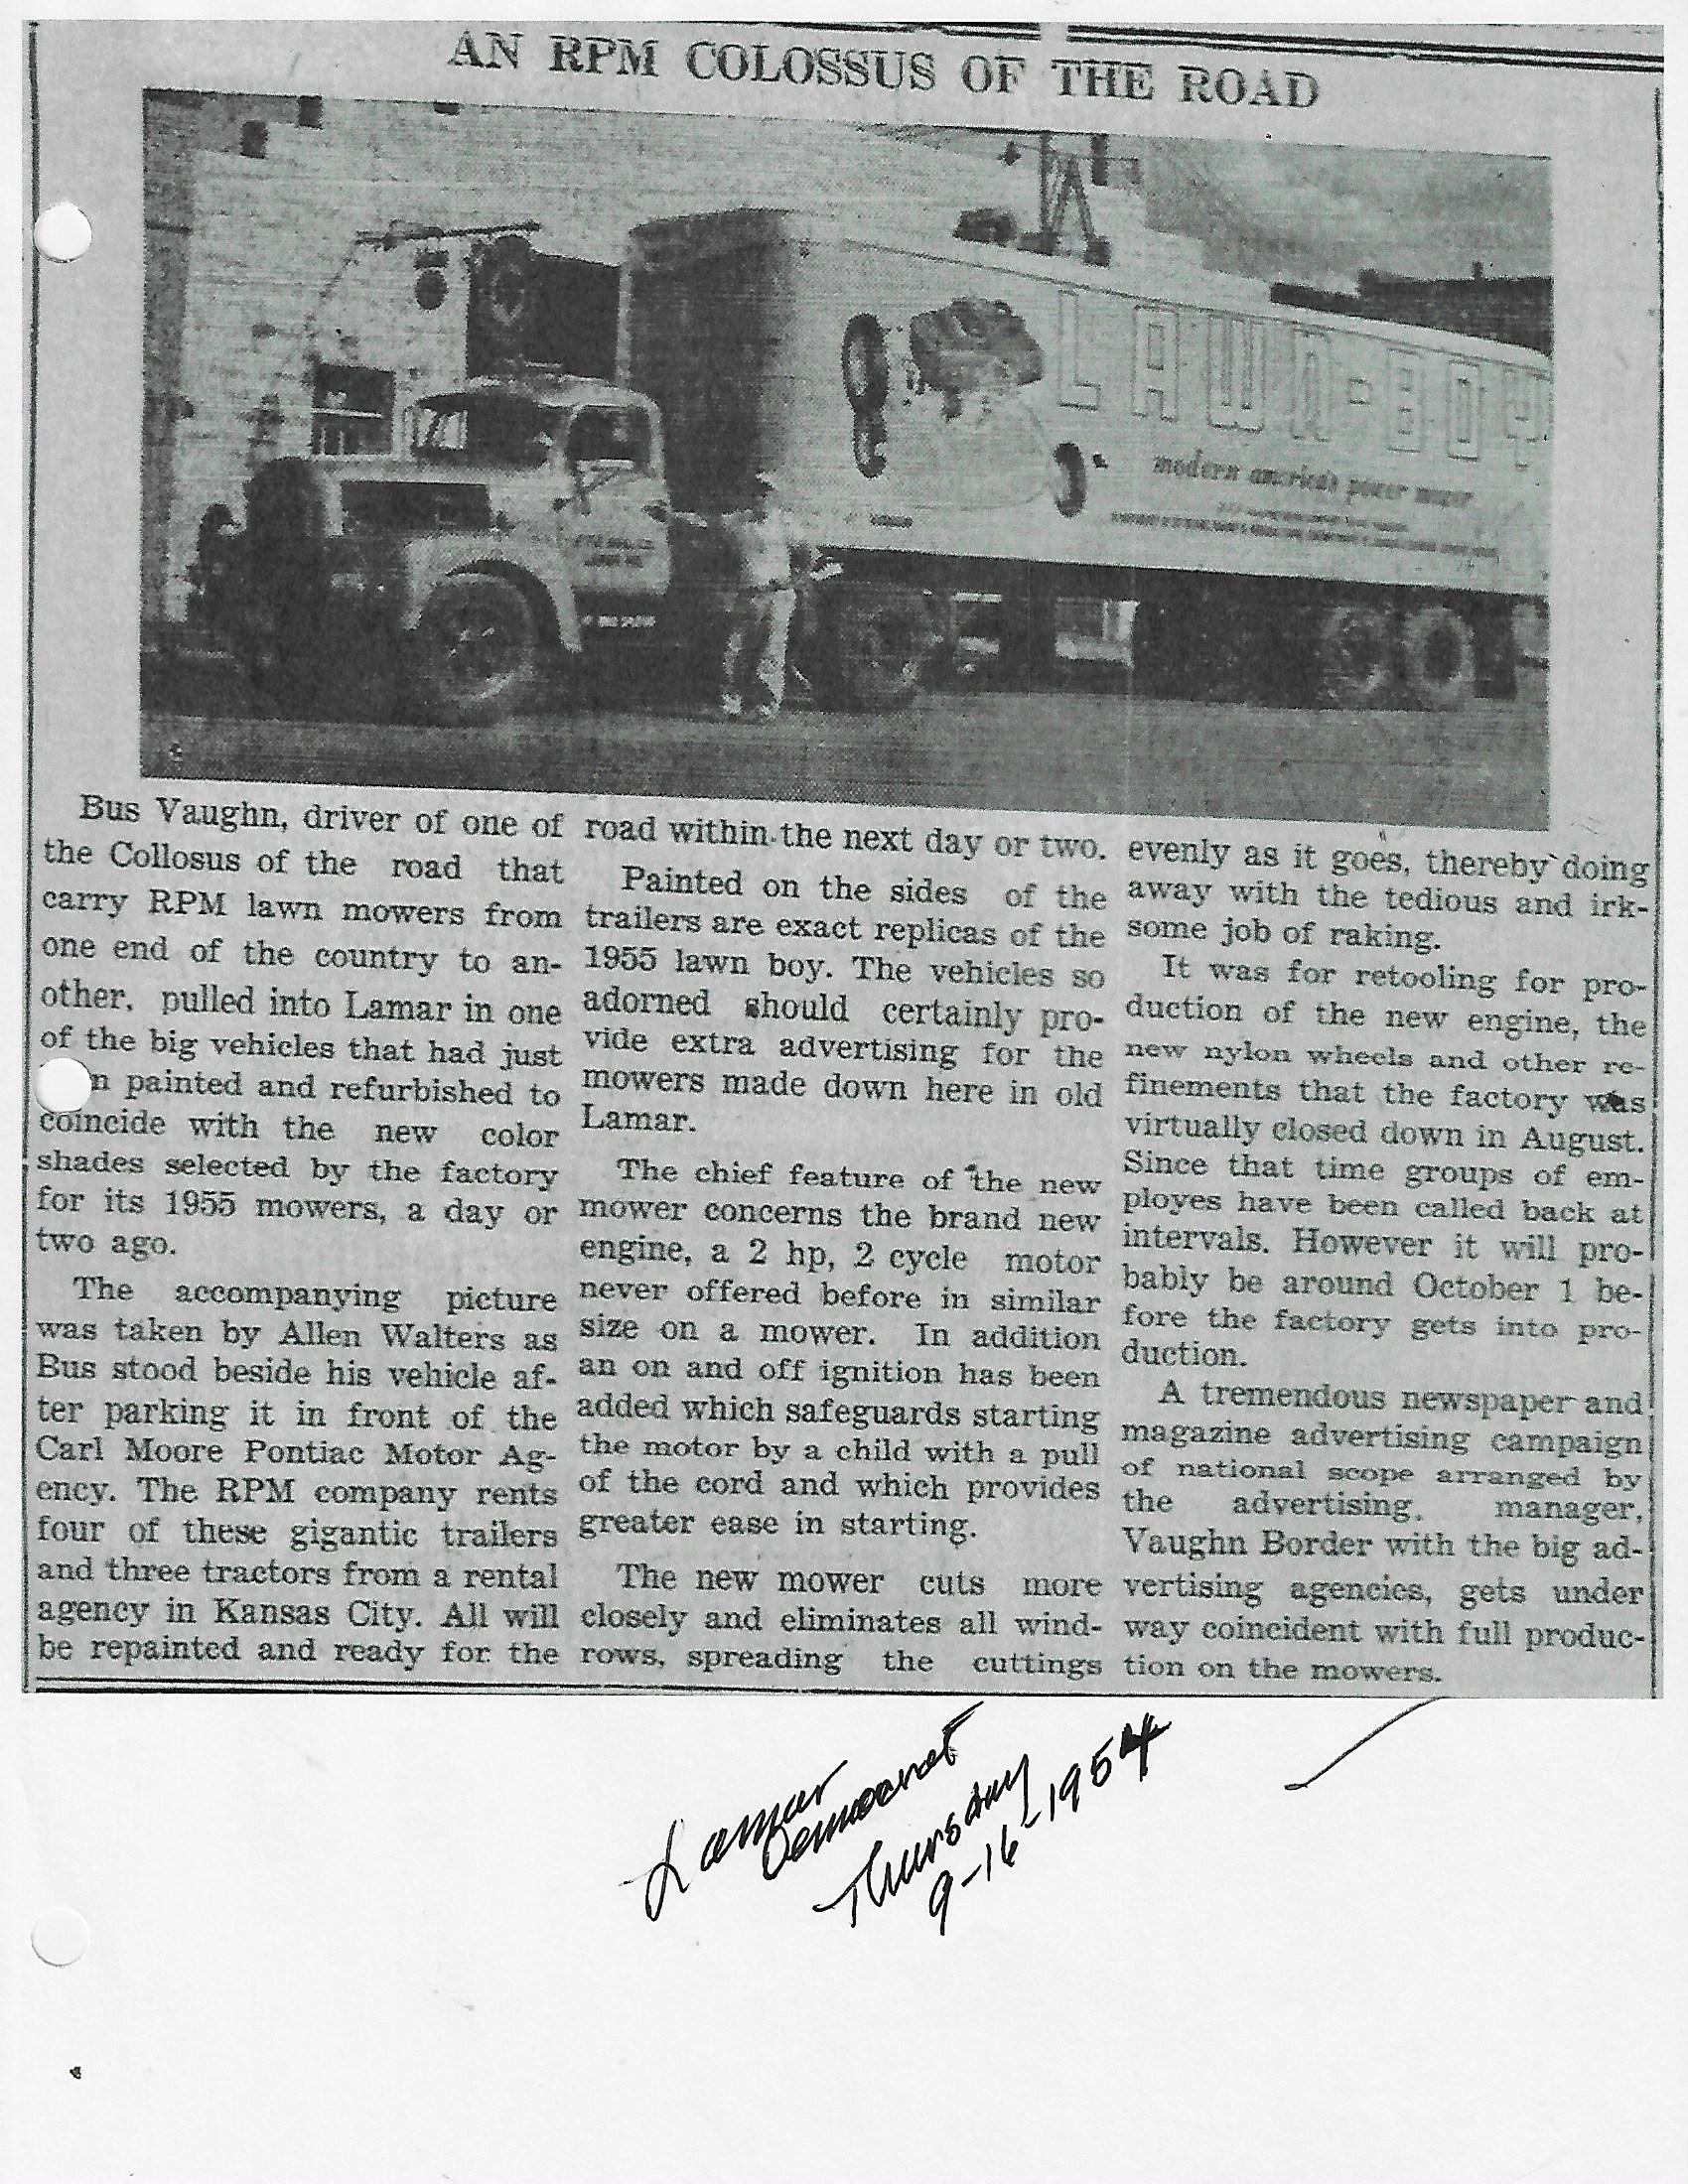 AN RPM COLOSSUS OF THE ROAD
LAWN-BOY
modern america's power mower
Bus Vaughn, driver of one of
the Collosus of the road that
carry RPM lawn mowers from
one end of the country to an-
other, pulled into Lamar in one
of the big vehicles that had just
n painted and refurbished to
coincide with the new color
shades selected by the factory
for its 1955 mowers, a day or
two ago.
The accompanying picture
was taken by Allen Walters as
Bus stood beside his vehicle af-
ter parking it in front of the
Carl Moore Pontiac Motor Ag-
ency. The RPM company rents
four of these gigantic trailers
and three tractors from a rental
agency in Kansas City. All will
be repainted and ready for the
road within the next day or two.
Painted on the sides of the
trailers are exact replicas of the
1955 lawn boy. The vehicles so
adorned should certainly pro-
vide extra advertising for the
mowers made down here in old
Lamar.
The chief feature of the new
mower concerns the brand new
engine, a 2 hp, 2 cycle motor
never offered before in similar
size on a mower. In addition
an on and off ignition has been
added which safeguards starting
the motor by a child with a pull
of the cord and which provides
greater ease in starting.
The new mower cuts more
closely and eliminates all wind-
rows, spreading the cuttings
evenly as it goes, thereby doing
away with the tedious and irk-
some job of raking.
It was for retooling for pro-
duction of the new engine, the
new nylon wheels and other re-
finements that the factory was
virtually closed down in August.
Since that time groups of em-
ployes have been called back at
intervals. However it will pro-
bably be around October 1 be-
fore the factory gets into pro-
duction.
A tremendous newspaper and
magazine advertising campaign
of national scope arranged by
the advertising manager,
Vaughn Border with the big ad-
vertising agencies, gets under
way coincident with full produc-
tion on the mowers.
Lamar
Democrat
Thursday
9-16-1954